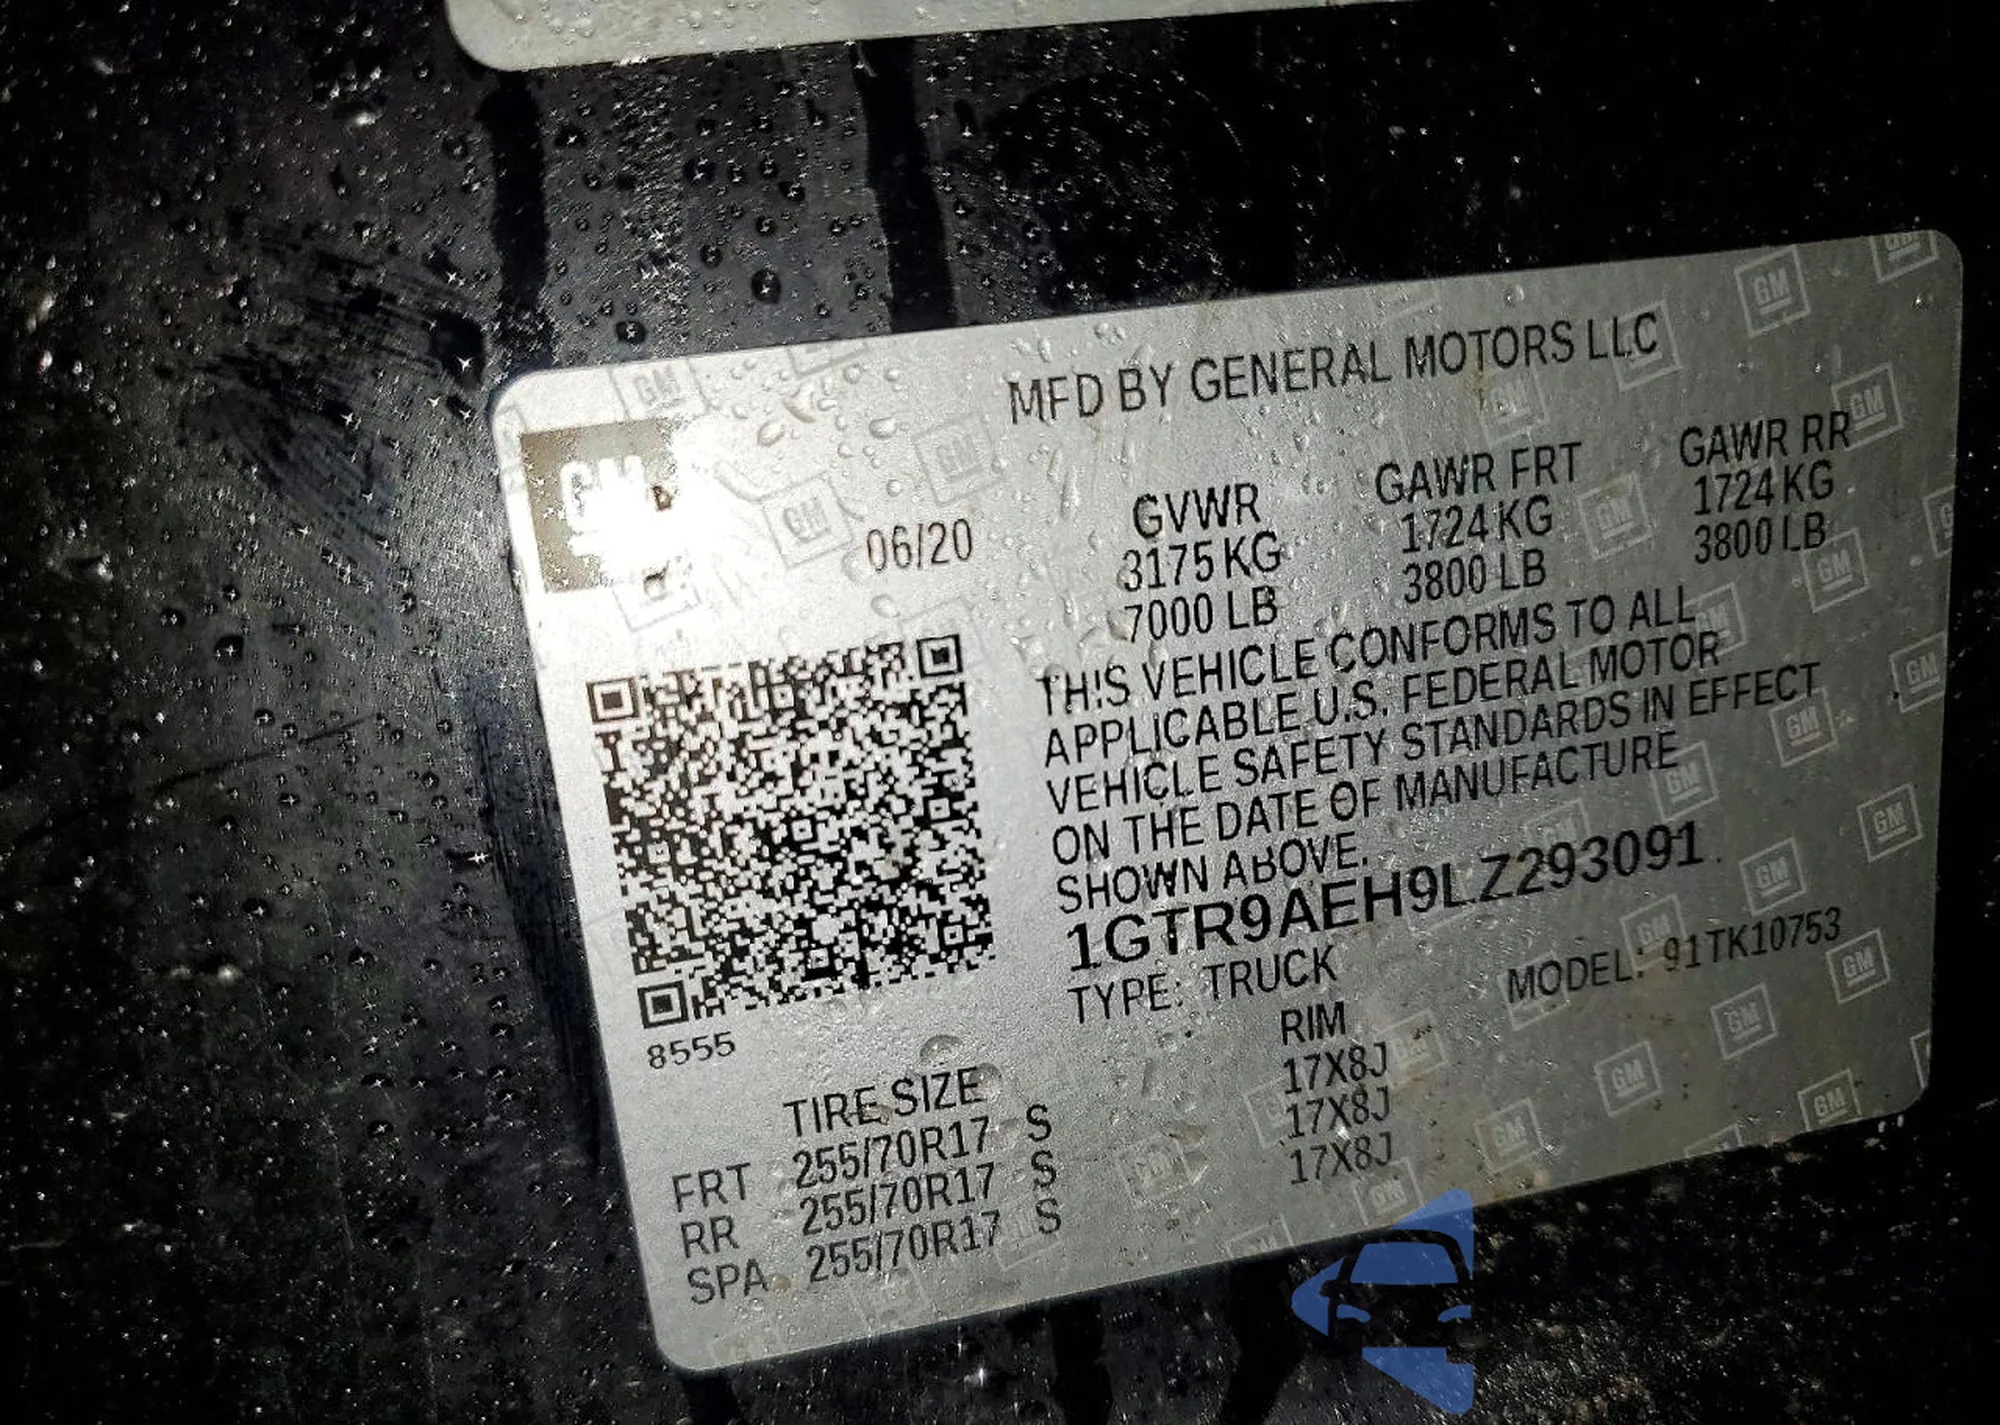 GM
MFD BY GENERAL MOTORS LLC
06/20
GVWR GAWR FRT GAWR RR
3175 KG 1724 KG 1724 KG
7000 LB 3800 LB 3800 LB
THIS VEHICLE CONFORMS TO ALL
APPLICABLE U.S. FEDERAL MOTOR
VEHICLE SAFETY STANDARDS IN EFFECT
ON THE DATE OF MANUFACTURE
SHOWN ABOVE.
1GTR9AEH9LZ293091
TYPE: TRUCK MODEL: 91TK10753
8555
TIRE SIZE RIM
FRT 255/70R17 S 17X8J
RR 255/70R17 S 17X8J
SPA 255/70R17 S 17X8J